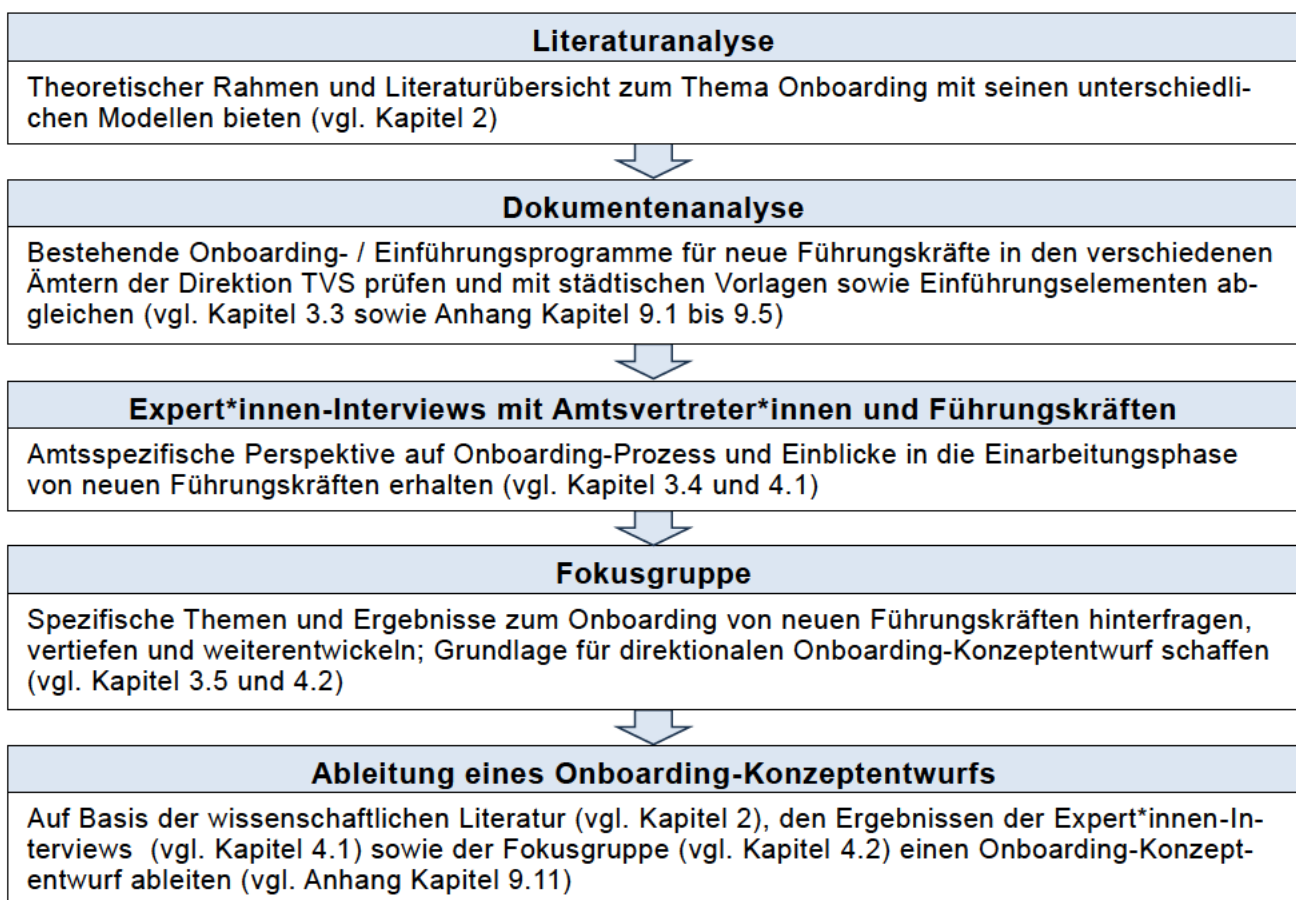 Literaturanalyse
Theoretischer Rahmen und Literaturübersicht zum Thema Onboarding mit seinen unterschiedli-
chen Modellen bieten (vgl. Kapitel 2)
Dokumentenanalyse
Bestehende Onboarding- / Einführungsprogramme für neue Führungskräfte in den verschiedenen
Ämtern der Direktion TVS prüfen und mit städtischen Vorlagen sowie Einführungselementen ab-
gleichen (vgl. Kapitel 3.3 sowie Anhang Kapitel 9.1 bis 9.5)
Expert*innen-Interviews mit Amtsvertreter*innen und Führungskräften
Amtsspezifische Perspektive auf Onboarding-Prozess und Einblicke in die Einarbeitungsphase
von neuen Führungskräften erhalten (vgl. Kapitel 3.4 und 4.1)
Fokusgruppe
Spezifische Themen und Ergebnisse zum Onboarding von neuen Führungskräften hinterfragen,
vertiefen und weiterentwickeln; Grundlage für direktionalen Onboarding-Konzeptentwurf schaffen
(vgl. Kapitel 3.5 und 4.2)
Ableitung eines Onboarding-Konzeptentwurfs
Auf Basis der wissenschaftlichen Literatur (vgl. Kapitel 2), den Ergebnissen der Expert*innen-In-
terviews (vgl. Kapitel 4.1) sowie der Fokusgruppe (vgl. Kapitel 4.2) einen Onboarding-Konzept-
entwurf ableiten (vgl. Anhang Kapitel 9.11)